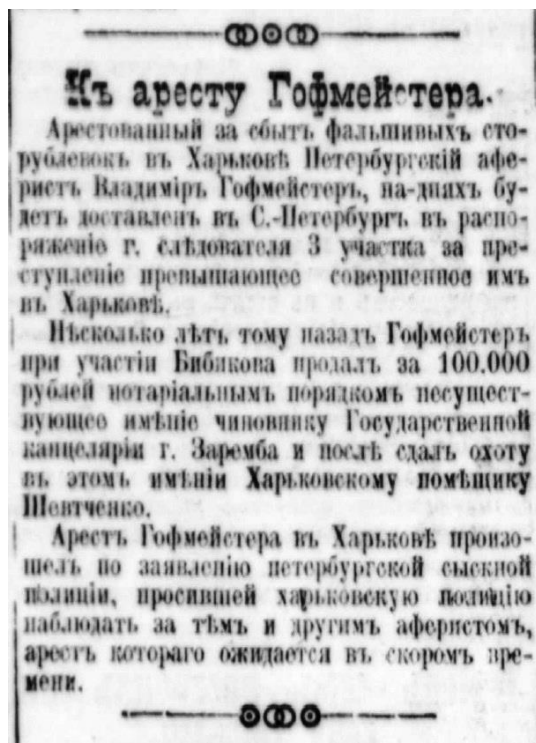 Къ аресту Гофмейстера.
Арестованный за сбытъ фальшивыхъ сто-
рублевокъ въ Харьковѣ Петербургскій афе-
ристъ Владиміръ Гофмейстеръ, на-дняхъ бу-
детъ доставленъ въ С.-Петербургъ въ распо-
ряженіе г. слѣдователя 3 участка за пре-
ступленіе превышающее совершенное имъ
въ Харьковѣ.
Нѣсколько лѣтъ тому назадъ Гофмейстеръ
при участіи Бибикова продалъ за 100.000
рублей нотаріальнымъ порядкомъ несущест-
вующее имѣніе чиновнику Государственной
канцеляріи г. Заремба и послѣ сдалъ охоту
въ этомъ имѣніи Харьковскому помѣщику
Шевтченко.
Арестъ Гофмейстера въ Харьковѣ произо-
шелъ по заявленію петербургской сыскной
полиціи, просившей харьковскую полицію
наблюдать за тѣмъ и другимъ аферистомъ,
арестъ котораго ожидается въ скоромъ вре-
мени.